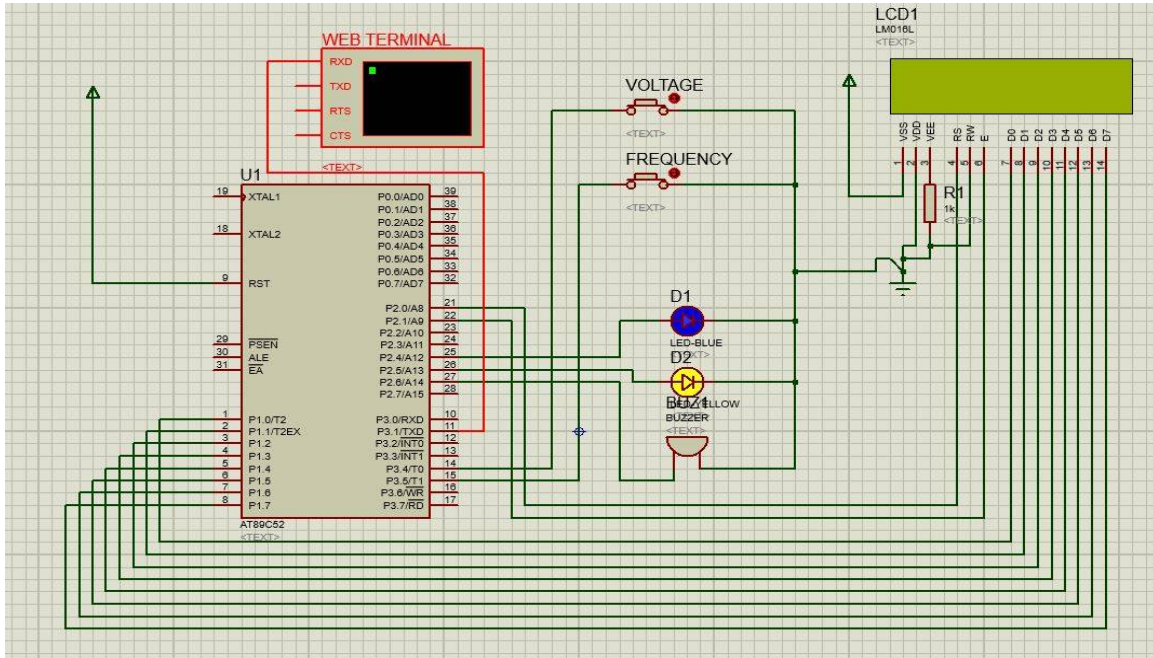 LCD1
LM016L
<TEXT>
VSS
VDD
VEE
RS
RW
E
D0
D1
D2
D3
D4
D5
D6
D7
1
2
3
4
5
6
7
8
9
10
11
12
13
14
WEB TERMINAL
RXD
TXD
RTS
CTS
<TEXT>
VOLTAGE
<TEXT>
FREQUENCY
<TEXT>
R1
1k
<TEXT>
U1
19 XTAL1
18 XTAL2
9 RST
29 PSEN
30 ALE
31 EA
1 P1.0/T2
2 P1.1/T2EX
3 P1.2
4 P1.3
5 P1.4
6 P1.5
7 P1.6
8 P1.7
P0.0/AD0 39
P0.1/AD1 38
P0.2/AD2 37
P0.3/AD3 36
P0.4/AD4 35
P0.5/AD5 34
P0.6/AD6 33
P0.7/AD7 32
P2.0/A8 21
P2.1/A9 22
P2.2/A10 23
P2.3/A11 24
P2.4/A12 25
P2.5/A13 26
P2.6/A14 27
P2.7/A15 28
P3.0/RXD 10
P3.1/TXD 11
P3.2/INT0 12
P3.3/INT1 13
P3.4/T0 14
P3.5/T1 15
P3.6/WR 16
P3.7/RD 17
AT89C52
<TEXT>
D1
LED-BLUE
<TEXT>
D2
LED-YELLOW
BUZ1
BUZZER
<TEXT>